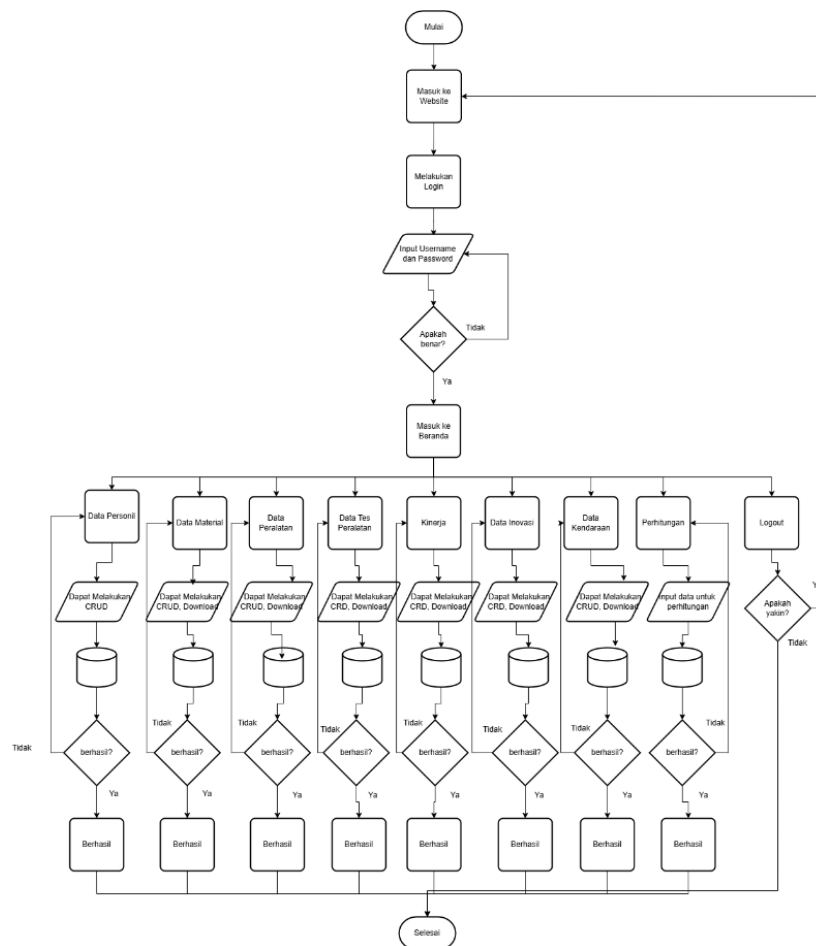 Mulai
Masuk ke
Website
Melakukan
Login
Input Username
dan Password
Apakah
benar?
Tidak
Ya
Masuk ke
Beranda
Data Personil
Data Material
Data
Peralatan
Data Tes
Peralatan
Kinerja
Data Inovasi
Data
Kendaraan
Perhitungan
Logout
Dapat Melakukan
CRUD
Dapat Melakukan
CRUD, Download
Dapat Melakukan
CRUD, Download
Dapat Melakukan
CRD, Download
Dapat Melakukan
CRD, Download
Dapat Melakukan
CRD, Download
Dapat Melakukan
CRUD, Download
Input data untuk
perhitungan
Apakah
yakin?
Tidak
Tidak
berhasil?
Tidak
berhasil?
Tidak
berhasil?
Tidak
berhasil?
Tidak
berhasil?
Tidak
berhasil?
Tidak
berhasil?
Tidak
berhasil?
Ya
Ya
Ya
Ya
Ya
Ya
Ya
Ya
Berhasil
Berhasil
Berhasil
Berhasil
Berhasil
Berhasil
Berhasil
Berhasil
Selesai